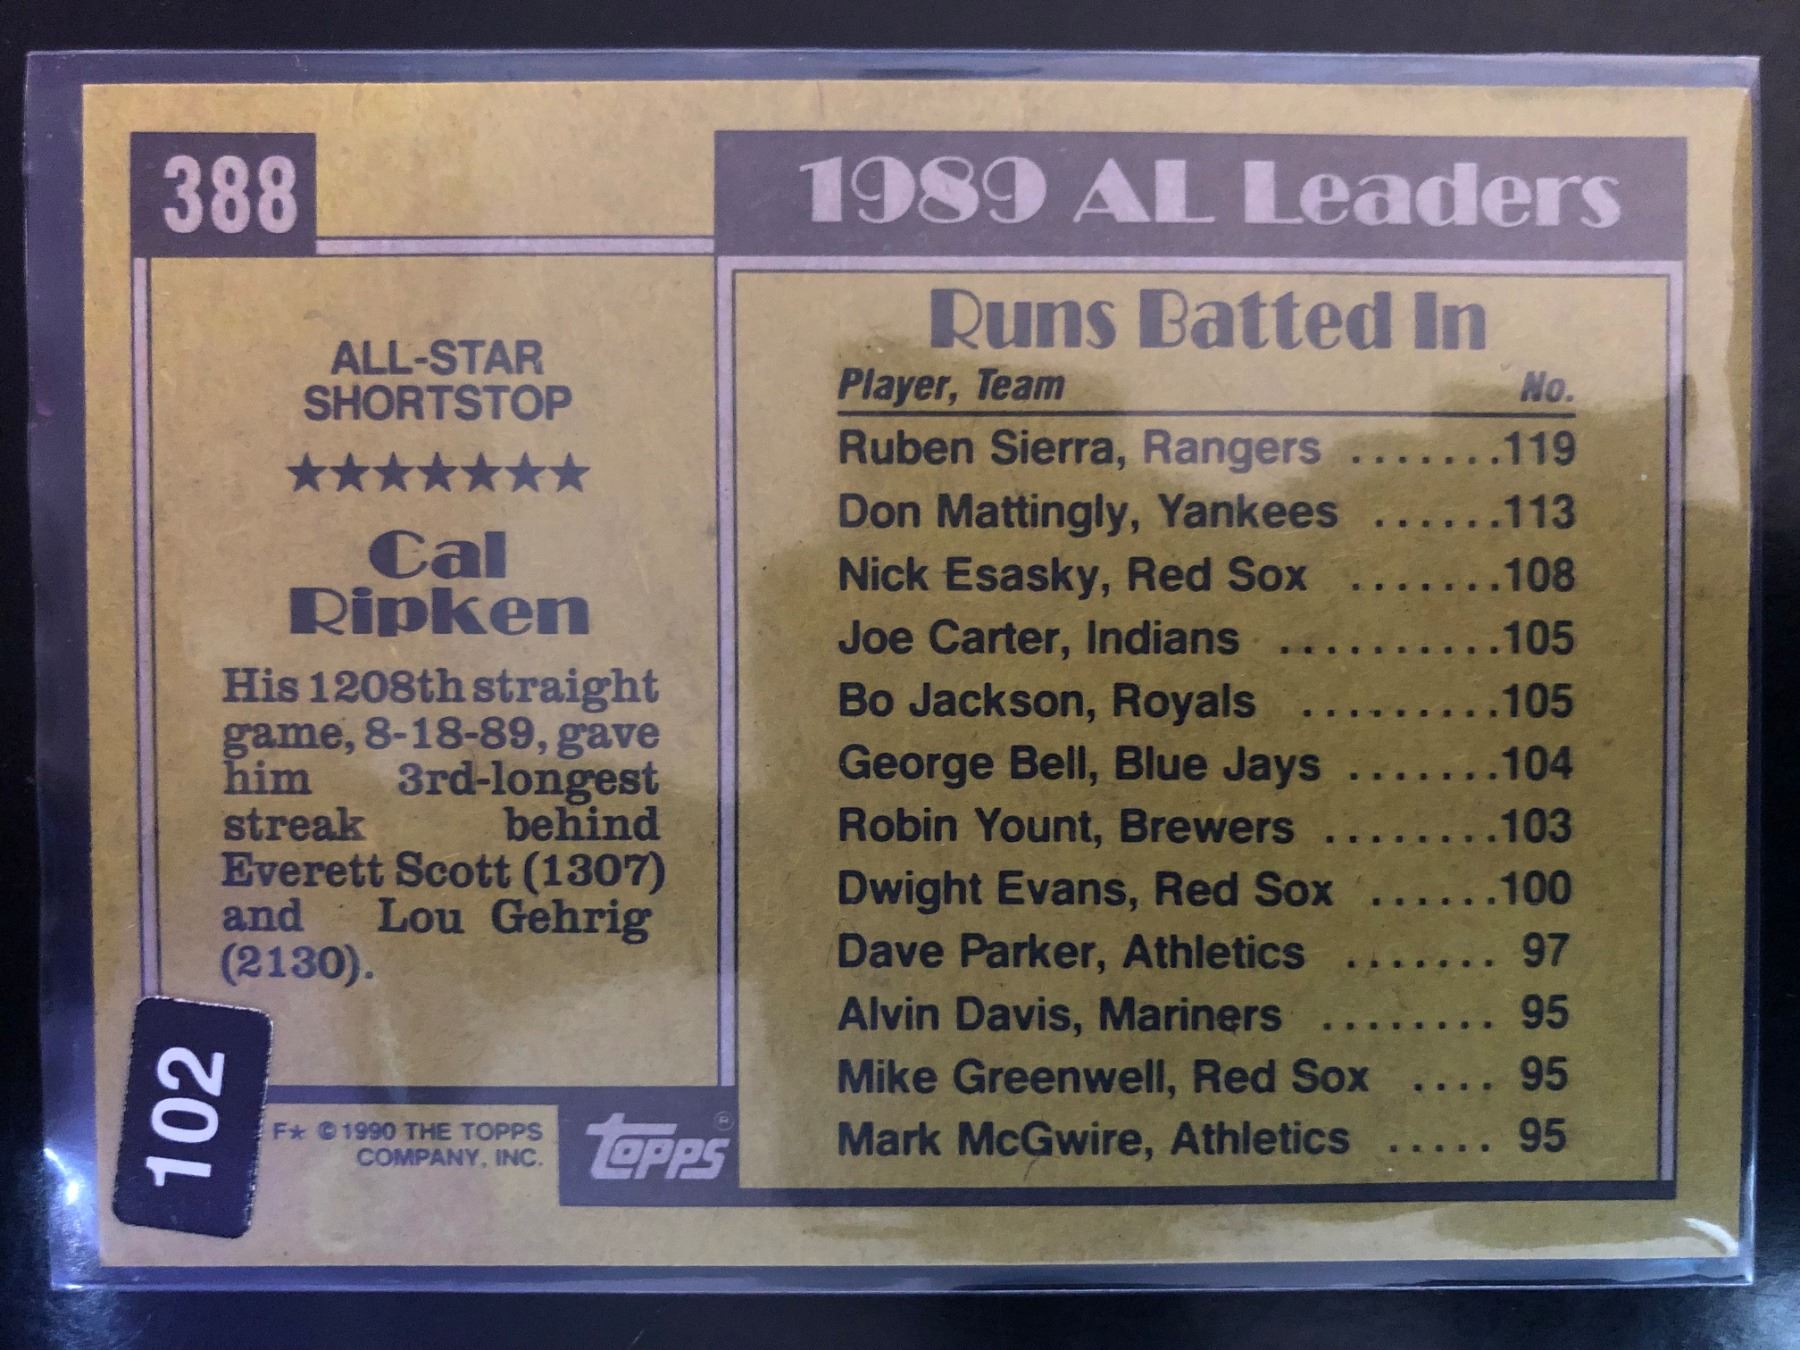 388
1989 AL Leaders
ALL-STAR
SHORTSTOP
★★★★★★★
Cal
Ripken
His 1208th straight
game, 8-18-89, gave
him 3rd-longest
streak behind
Everett Scott (1307)
and Lou Gehrig
(2130).
Runs Batted In
Player, Team No.
Ruben Sierra, Rangers .......119
Don Mattingly, Yankees ......113
Nick Esasky, Red Sox .......108
Joe Carter, Indians ..........105
Bo Jackson, Royals .........105
George Bell, Blue Jays .......104
Robin Yount, Brewers ........103
Dwight Evans, Red Sox ......100
Dave Parker, Athletics ....... 97
Alvin Davis, Mariners ........ 95
Mike Greenwell, Red Sox .... 95
Mark McGwire, Athletics ..... 95
102
F★ © 1990 THE TOPPS
COMPANY, INC.
TOPPS®